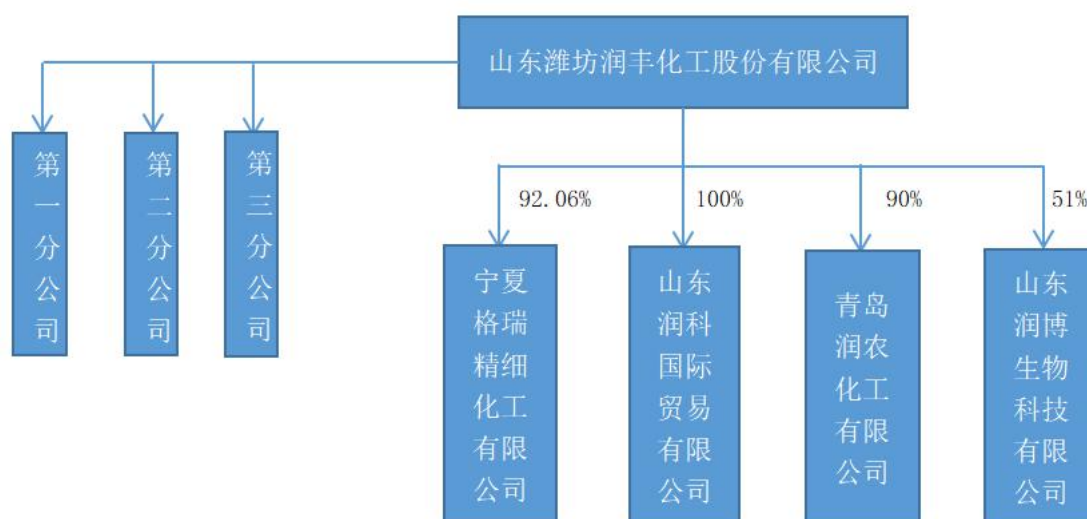 山东潍坊润丰化工股份有限公司
第一分公司
第二分公司
第三分公司
92.06%
100%
90%
51%
宁夏
格瑞
精细
化工
有限
公司
山东
润科
国际
贸易
有限
公司
青岛
润农
化工
有限
公司
山东
润博
生物
科技
有限
公司